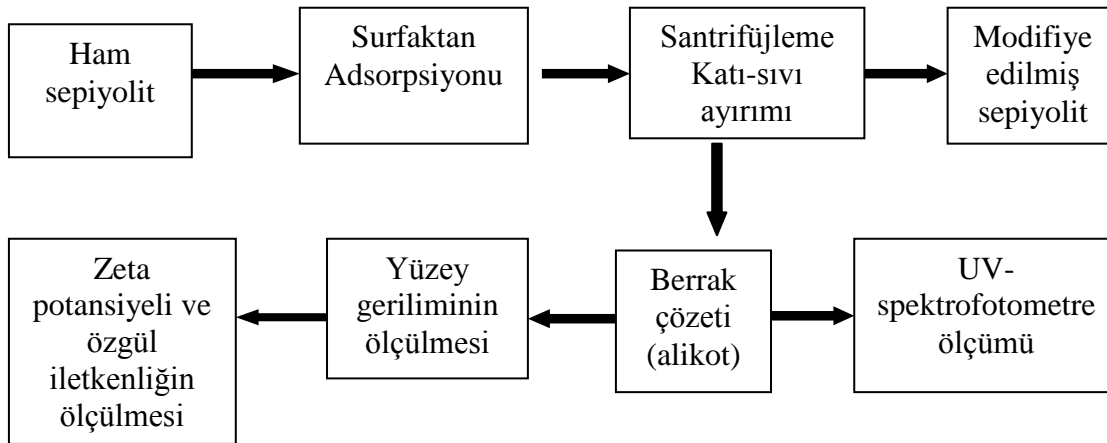 Ham
sepiyolit
Surfaktan
Adsorpsiyonu
Santrifüjleme
Katı-sıvı
ayırımı
Modifiye
edilmiş
sepiyolit
Zeta
potansiyeli ve
özgül
iletkenliğin
ölçülmesi
Yüzey
geriliminin
ölçülmesi
Berrak
çözeti
(alikot)
UV-
spektrofotometre
ölçümü